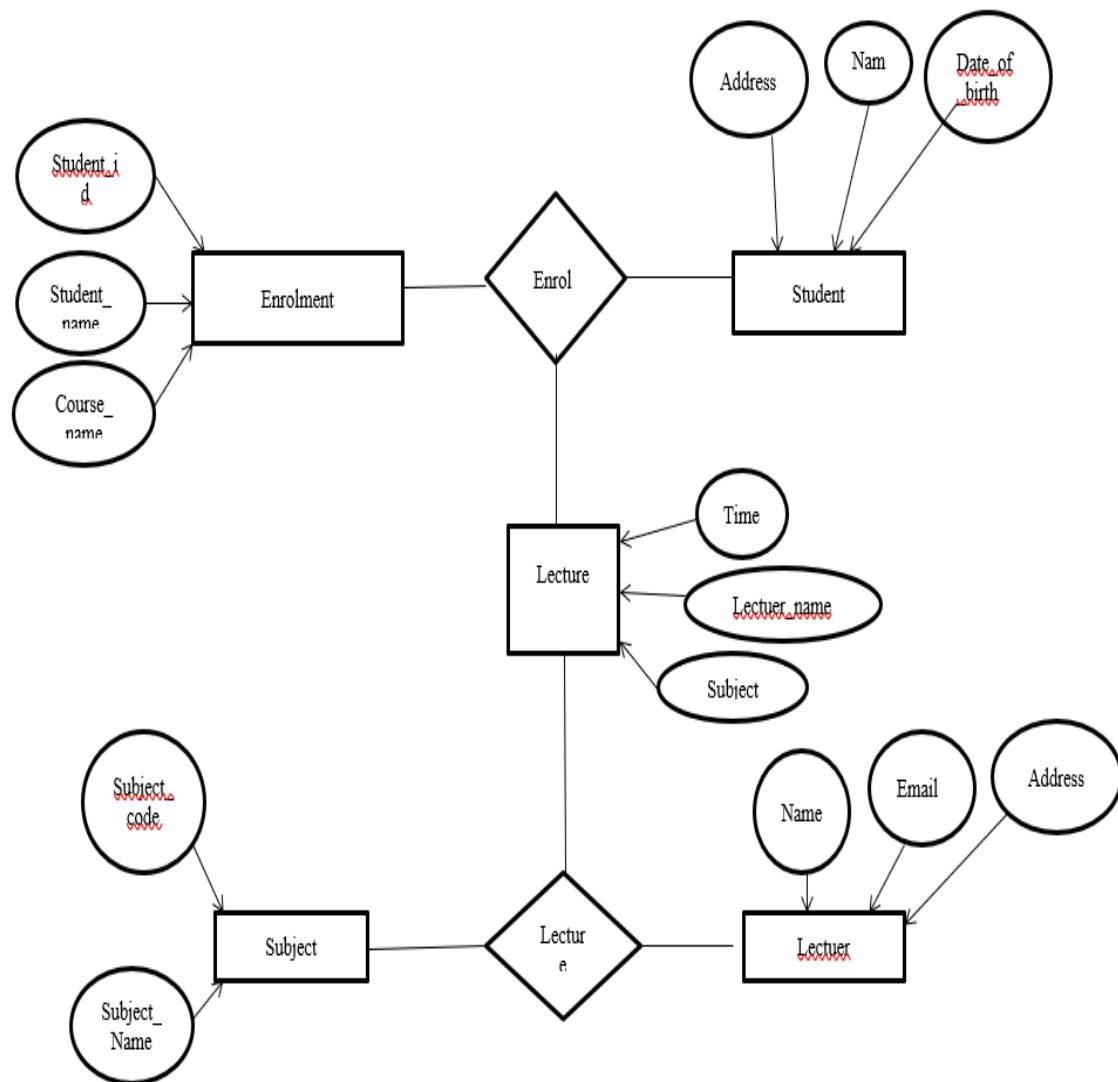 Address
Nam
Date_of
_birth
Student_i
d
Student_
name
Course_
name
Enrolment
Enrol
Student
Time
Lecture
Lectuer_name
Subject
Subject_
code
Name
Email
Address
Subject
Lectur
e
Lectuer
Subject_
Name